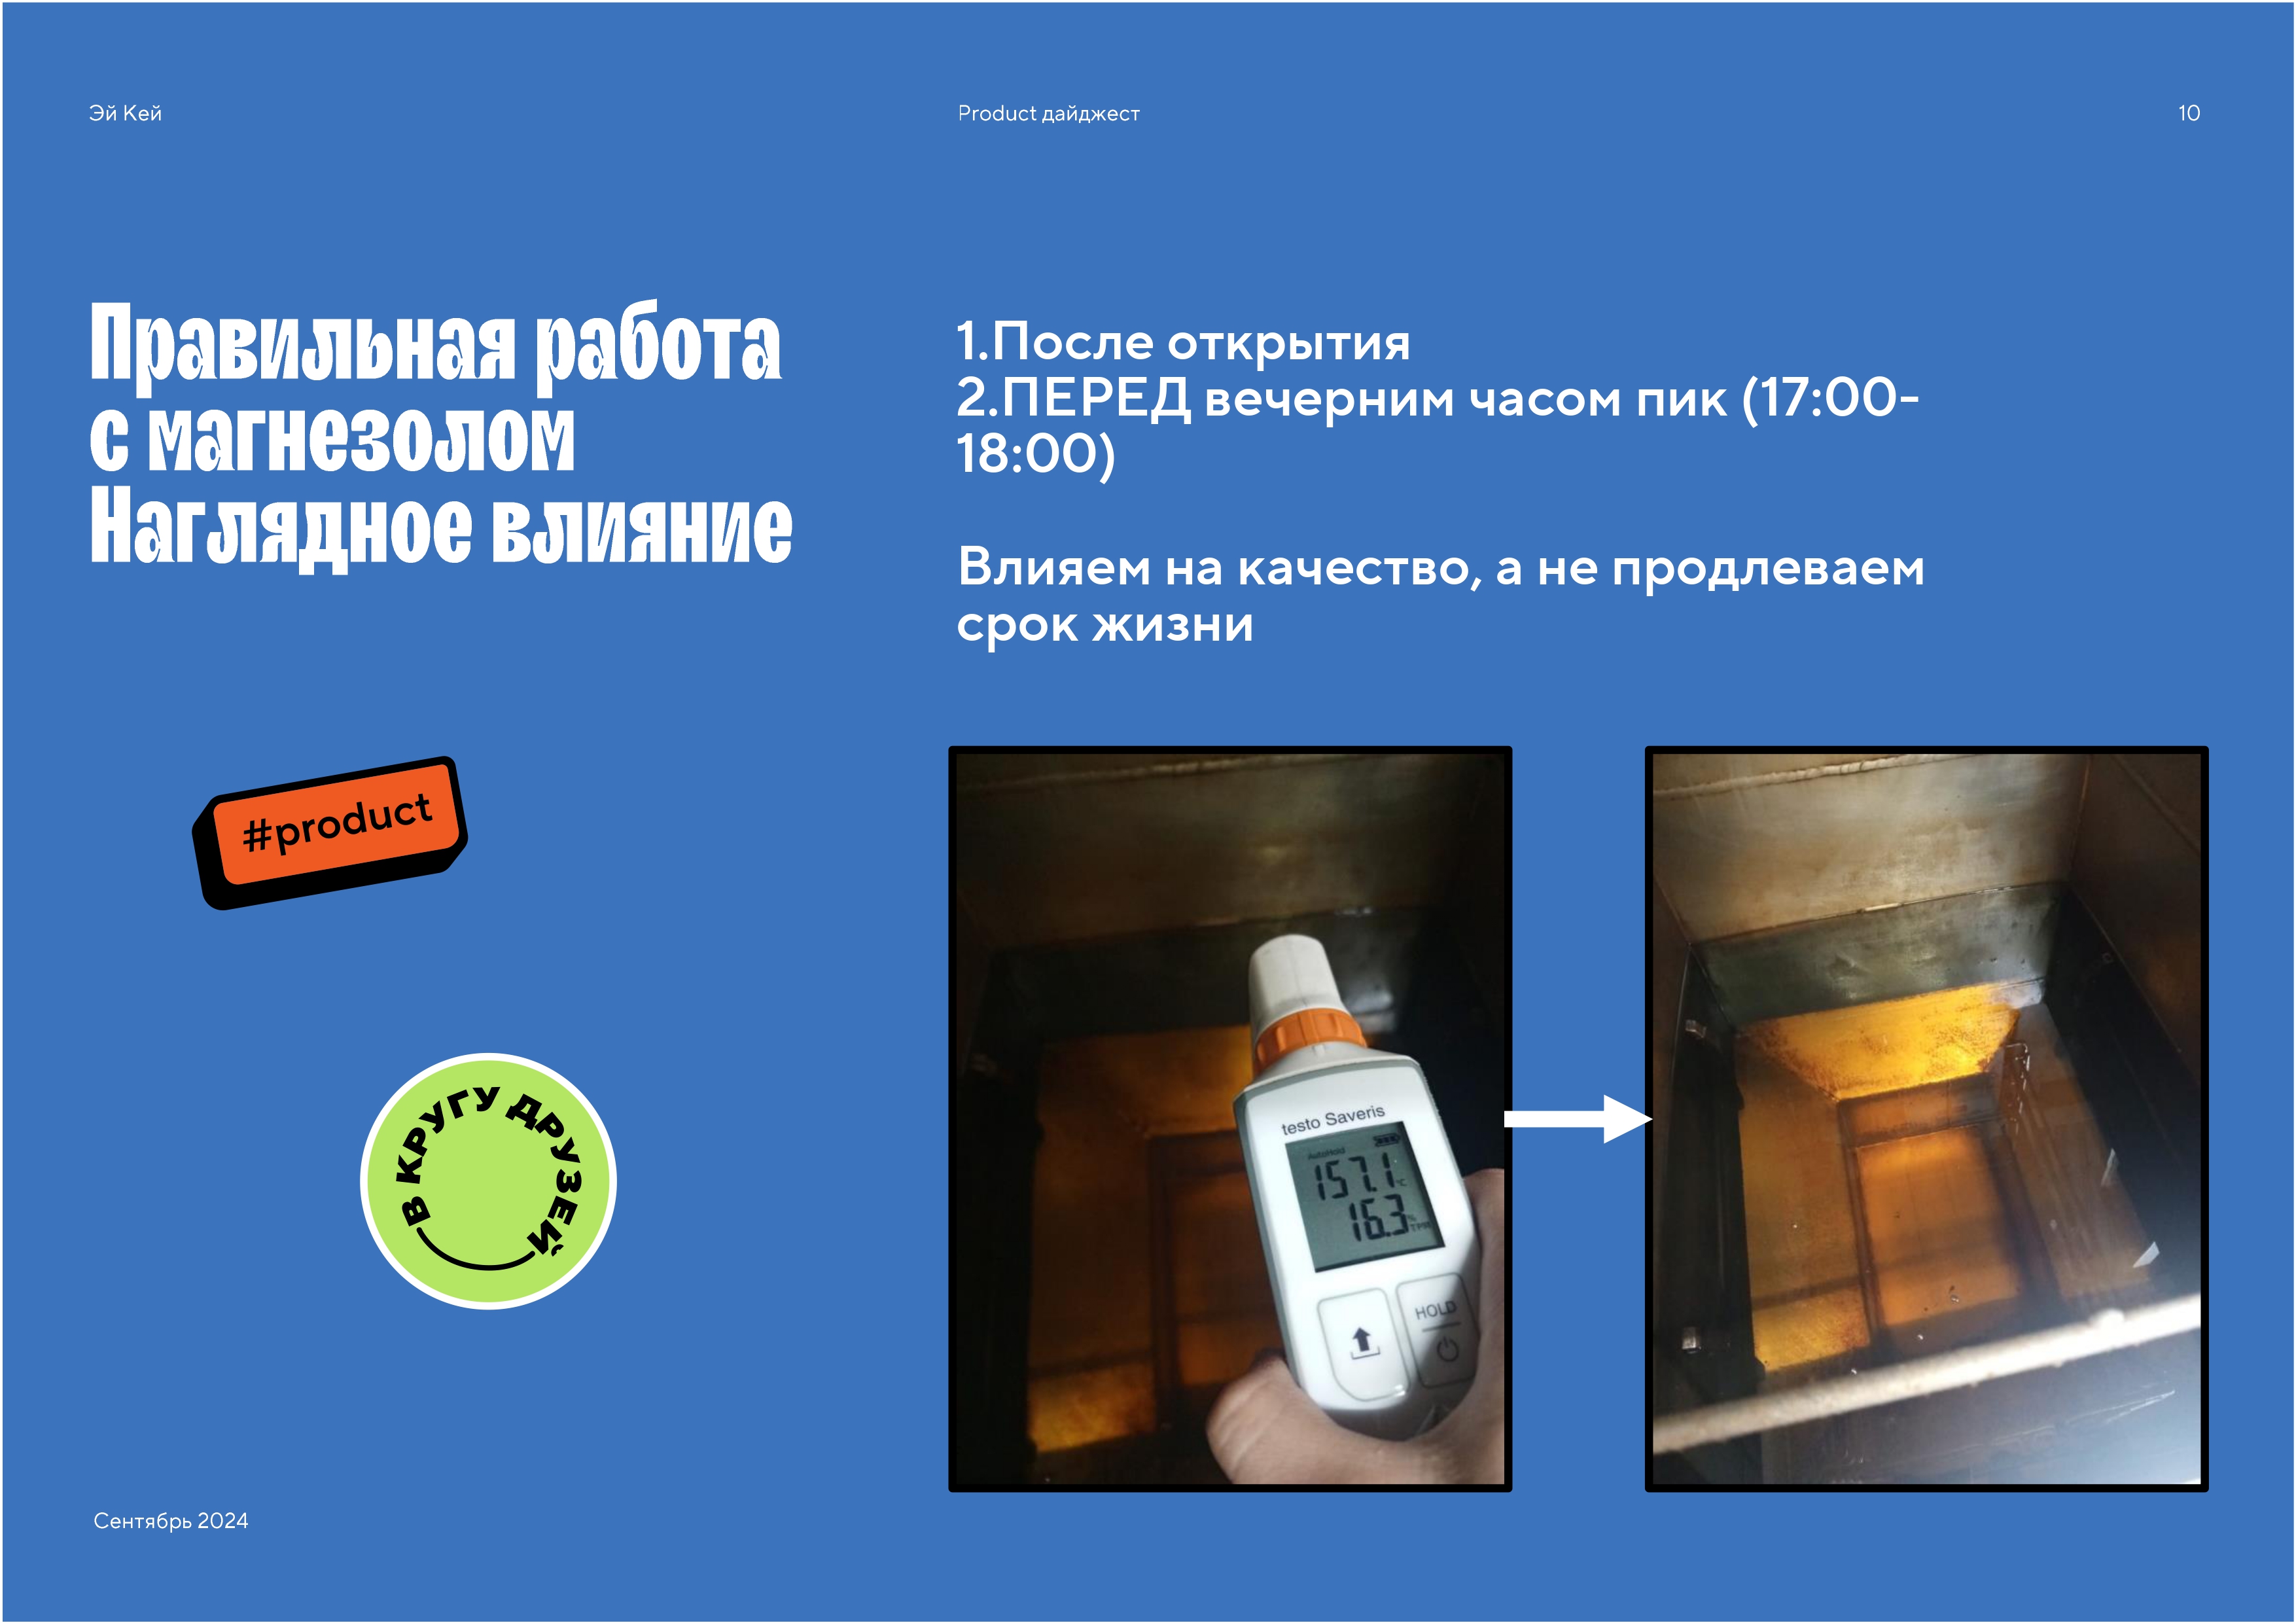 Эй Кей
Product дайджест
10
Правильная работа
с магнезолом
Наглядное влияние
1.После открытия
2.ПЕРЕД вечерним часом пик (17:00-
18:00)
Влияем на качество, а не продлеваем
срок жизни
#product
В КРУГУ ДРУЗЕЙ
testo Saveris
AutoHold
157.1 °C
16.3 % TPM
HOLD
Сентябрь 2024